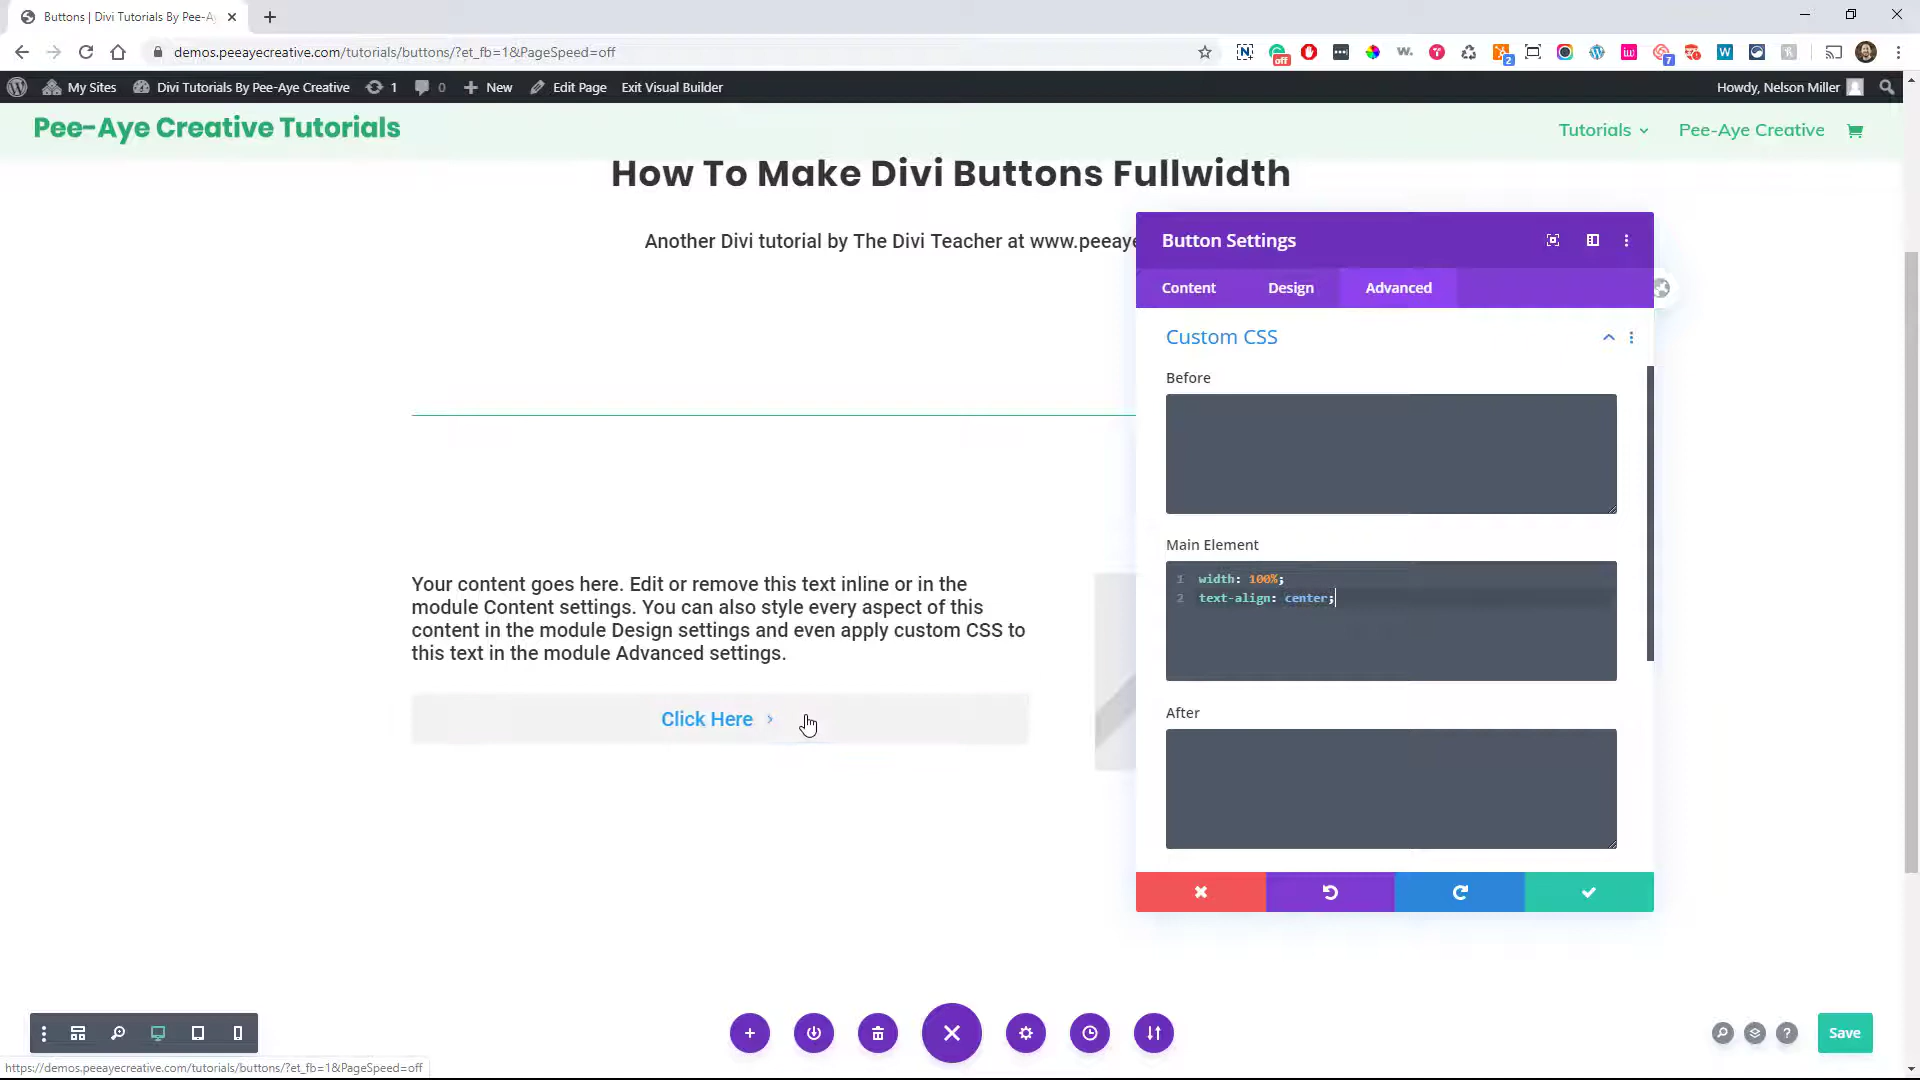 Buttons | Divi Tutorials By Pee-Ay
demos.peeayecreative.com/tutorials/buttons/?et_fb=1&PageSpeed=off
off
2
7
My Sites
Divi Tutorials By Pee-Aye Creative
1
0
New
Edit Page
Exit Visual Builder
Howdy, Nelson Miller
Pee-Aye Creative Tutorials
Tutorials
Pee-Aye Creative
How To Make Divi Buttons Fullwidth
Another Divi tutorial by The Divi Teacher at www.peeaye
Button Settings
Content
Design
Advanced
Custom CSS
Before
Main Element
1 width: 100%;
2 text-align: center;
After
Your content goes here. Edit or remove this text inline or in the
module Content settings. You can also style every aspect of this
content in the module Design settings and even apply custom CSS to
this text in the module Advanced settings.
Click Here
Save
https://demos.peeayecreative.com/tutorials/buttons/?et_fb=1&PageSpeed=off